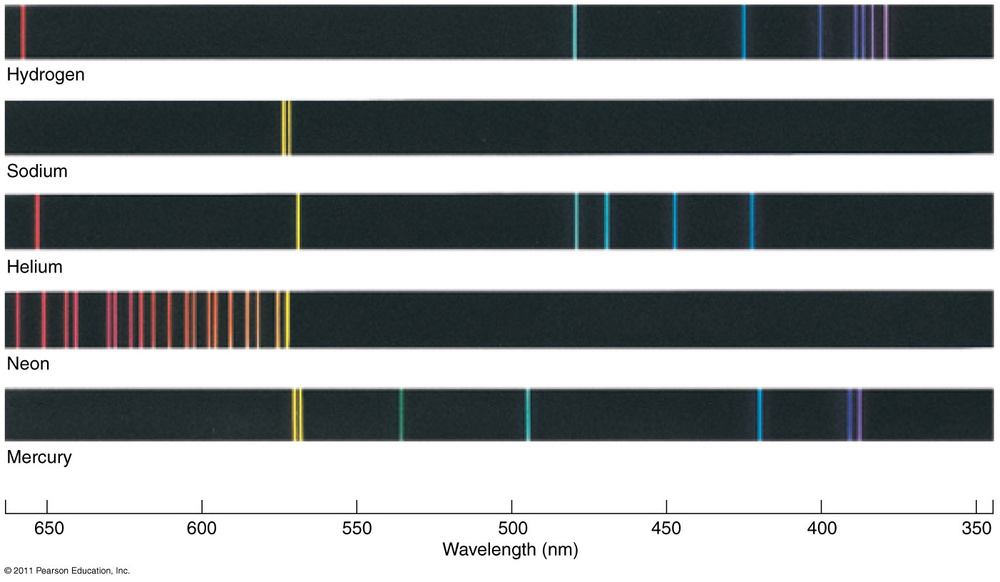 Hydrogen
Sodium
Helium
Neon
Mercury
650 600 550 500 450 400 350
Wavelength (nm)
© 2011 Pearson Education, Inc.